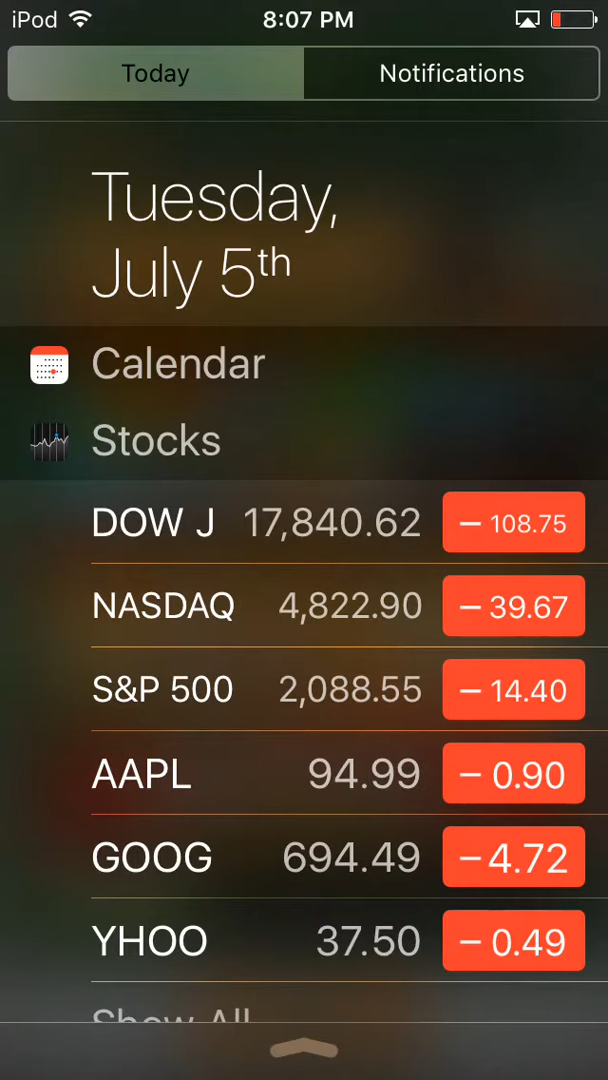 iPod 8:07 PM
Today Notifications
Tuesday,
July 5th
Calendar
Stocks
DOW J 17,840.62 – 108.75
NASDAQ 4,822.90 – 39.67
S&P 500 2,088.55 – 14.40
AAPL 94.99 – 0.90
GOOG 694.49 – 4.72
YHOO 37.50 – 0.49
Show All